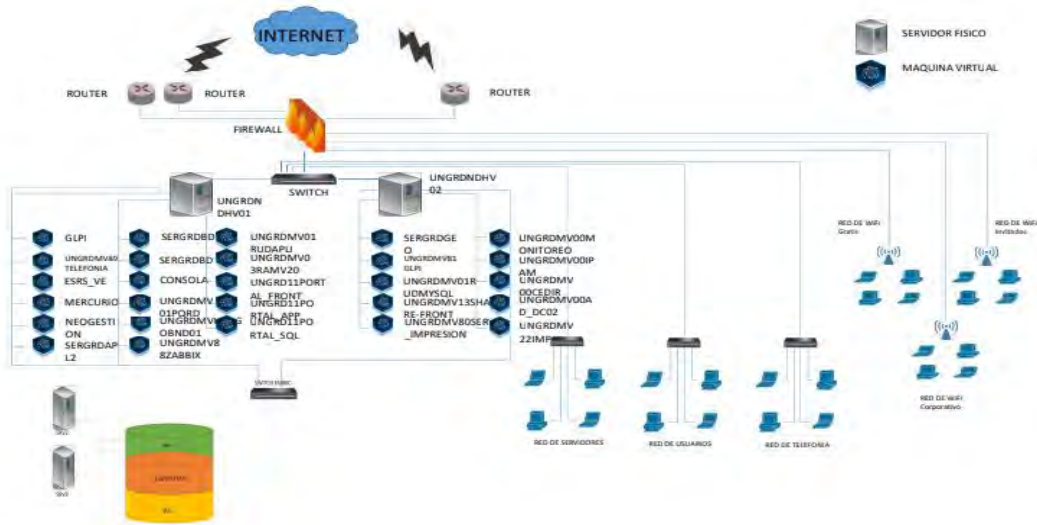 INTERNET
SERVIDOR FISICO
MAQUINA VIRTUAL
ROUTER
ROUTER
ROUTER
FIREWALL
SWITCH
UNGRDN
DHV01
UNGRDNDHV
02
GLPI
TELEFONIA
ESRS_VE
MERCURIO
NEOGESTI
ON
SERGRDAP
L2
SERGRDBD
SERGRDBD
CONSOLA
UNGRDMV
01PQRD
OBND01
UNGRDMV8
8ZABBIX
UNGRDMV01
RUDAPLI
UNGRDMV0
3RAMV20
UNGRD11PORT
AL_FRONT
UNGRD11PO
RTAL_APP
UNGRD11PO
RTAL_SQL
SERGRDGE
O
UNGRDMV81
GLPI
UNGRDMV01R
UDMYSQL
UNGRDMV13SHA
RE-FRONT
UNGRDMV80SER
_IMPRESION
UNGRDMV00M
ONITOREO
UNGRDMV00IP
AM
UNGRDMV
00CEDIR
UNGRDMV00A
D_DC02
UNGRDMV
22IMP
RED DE SERVIDORES
RED DE USUARIOS
RED DE TELEFONIA
RED DE WiFi
Gratis
RED DE WiFi
Invitados
RED DE WiFi
Corporativo